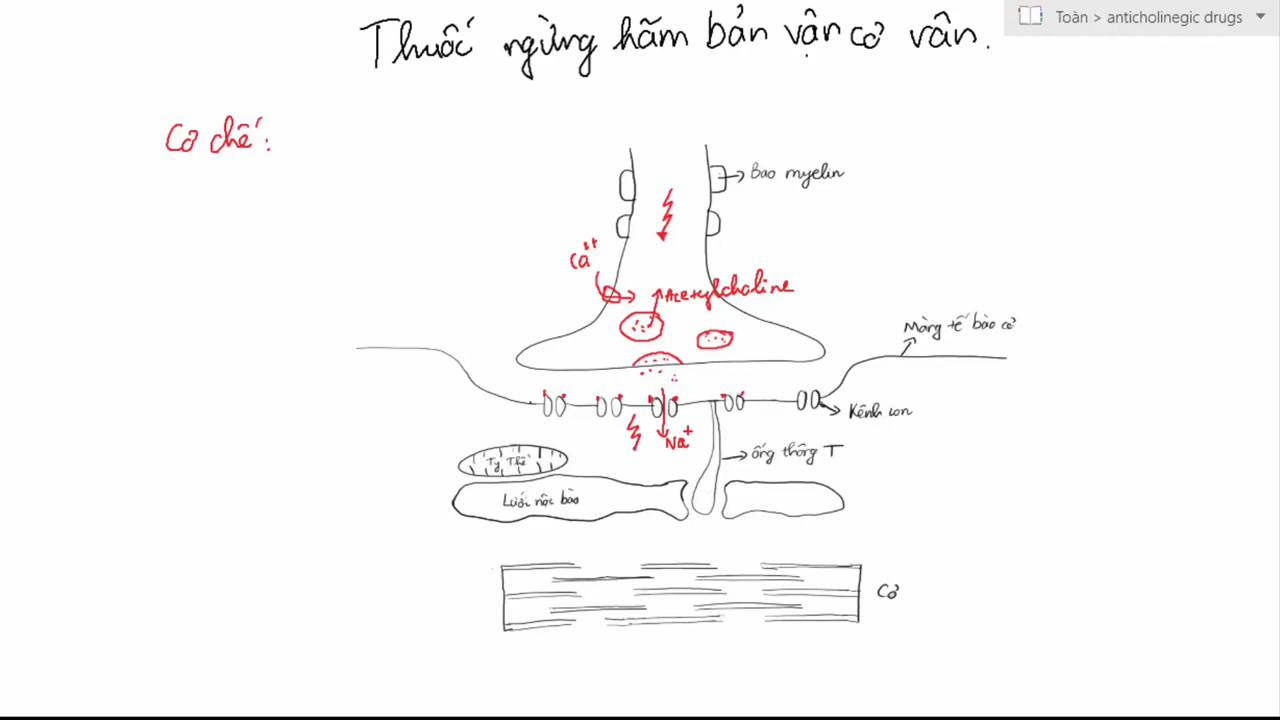 Toàn > anticholinegic drugs
Thuốc ngừng hãm bản vận cơ vân.
Cơ chế:
Bao myelin
Ca++
Acetylcholine
Màng tế bào cơ
Kênh ion
Na+
ống thông T
Ty Thể
Lưới nội bào
Cơ